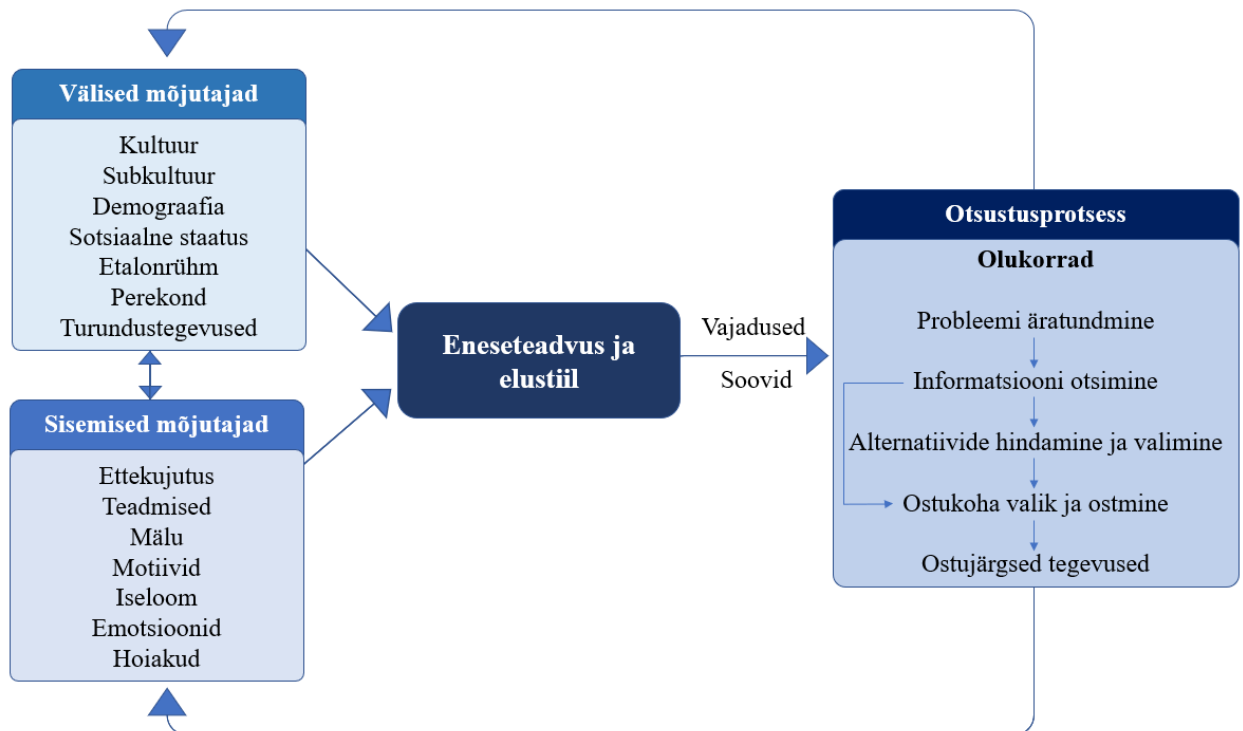 Välised mõjutajad
Kultuur
Subkultuur
Demograafia
Sotsiaalne staatus
Etalonrühm
Perekond
Turundustegevused
Sisemised mõjutajad
Ettekujutus
Teadmised
Mälu
Motiivid
Iseloom
Emotsioonid
Hoiakud
Eneseteadvus ja
elustiil
Vajadused
Soovid
Otsustusprotsess
Olukorrad
Probleemi äratundmine
Informatsiooni otsimine
Alternatiivide hindamine ja valimine
Ostukoha valik ja ostmine
Ostujärgsed tegevused